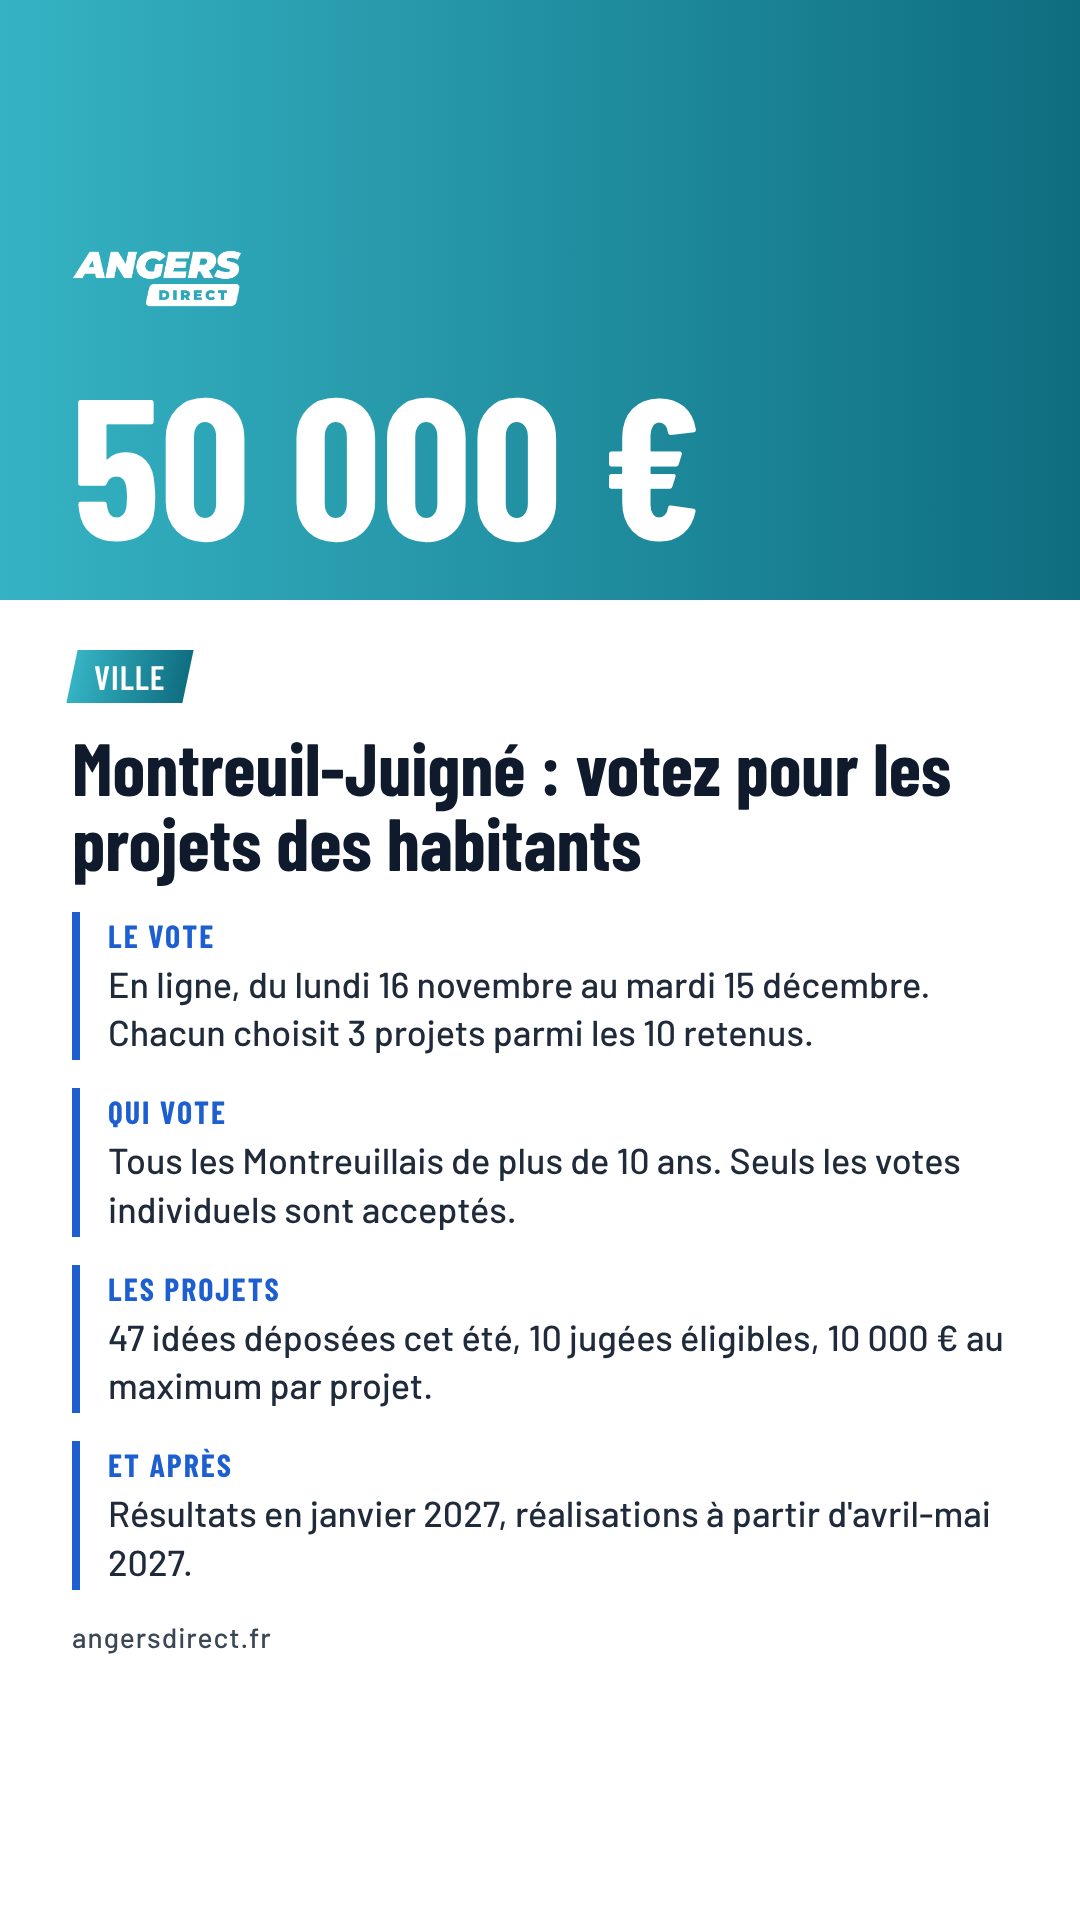 ANGERS
DIRECT
50 000 €
VILLE
Montreuil-Juigné : votez pour les
projets des habitants
LE VOTE
En ligne, du lundi 16 novembre au mardi 15 décembre.
Chacun choisit 3 projets parmi les 10 retenus.
QUI VOTE
Tous les Montreuillais de plus de 10 ans. Seuls les votes
individuels sont acceptés.
LES PROJETS
47 idées déposées cet été, 10 jugées éligibles, 10 000 € au
maximum par projet.
ET APRÈS
Résultats en janvier 2027, réalisations à partir d'avril-mai
2027.
angersdirect.fr